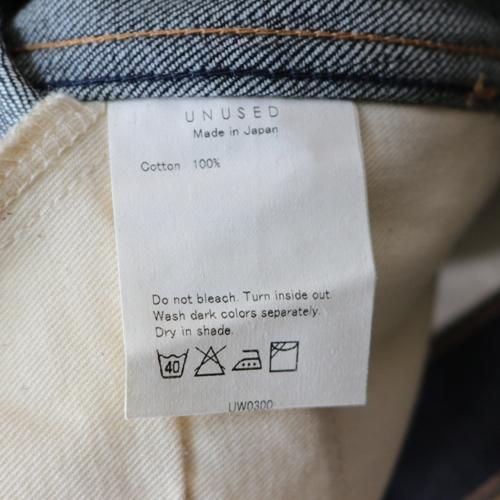 UNUSED
Made in Japan
Cotton 100%
Do not bleach. Turn inside out.
Wash dark colors separately.
Dry in shade.
40
UW0300